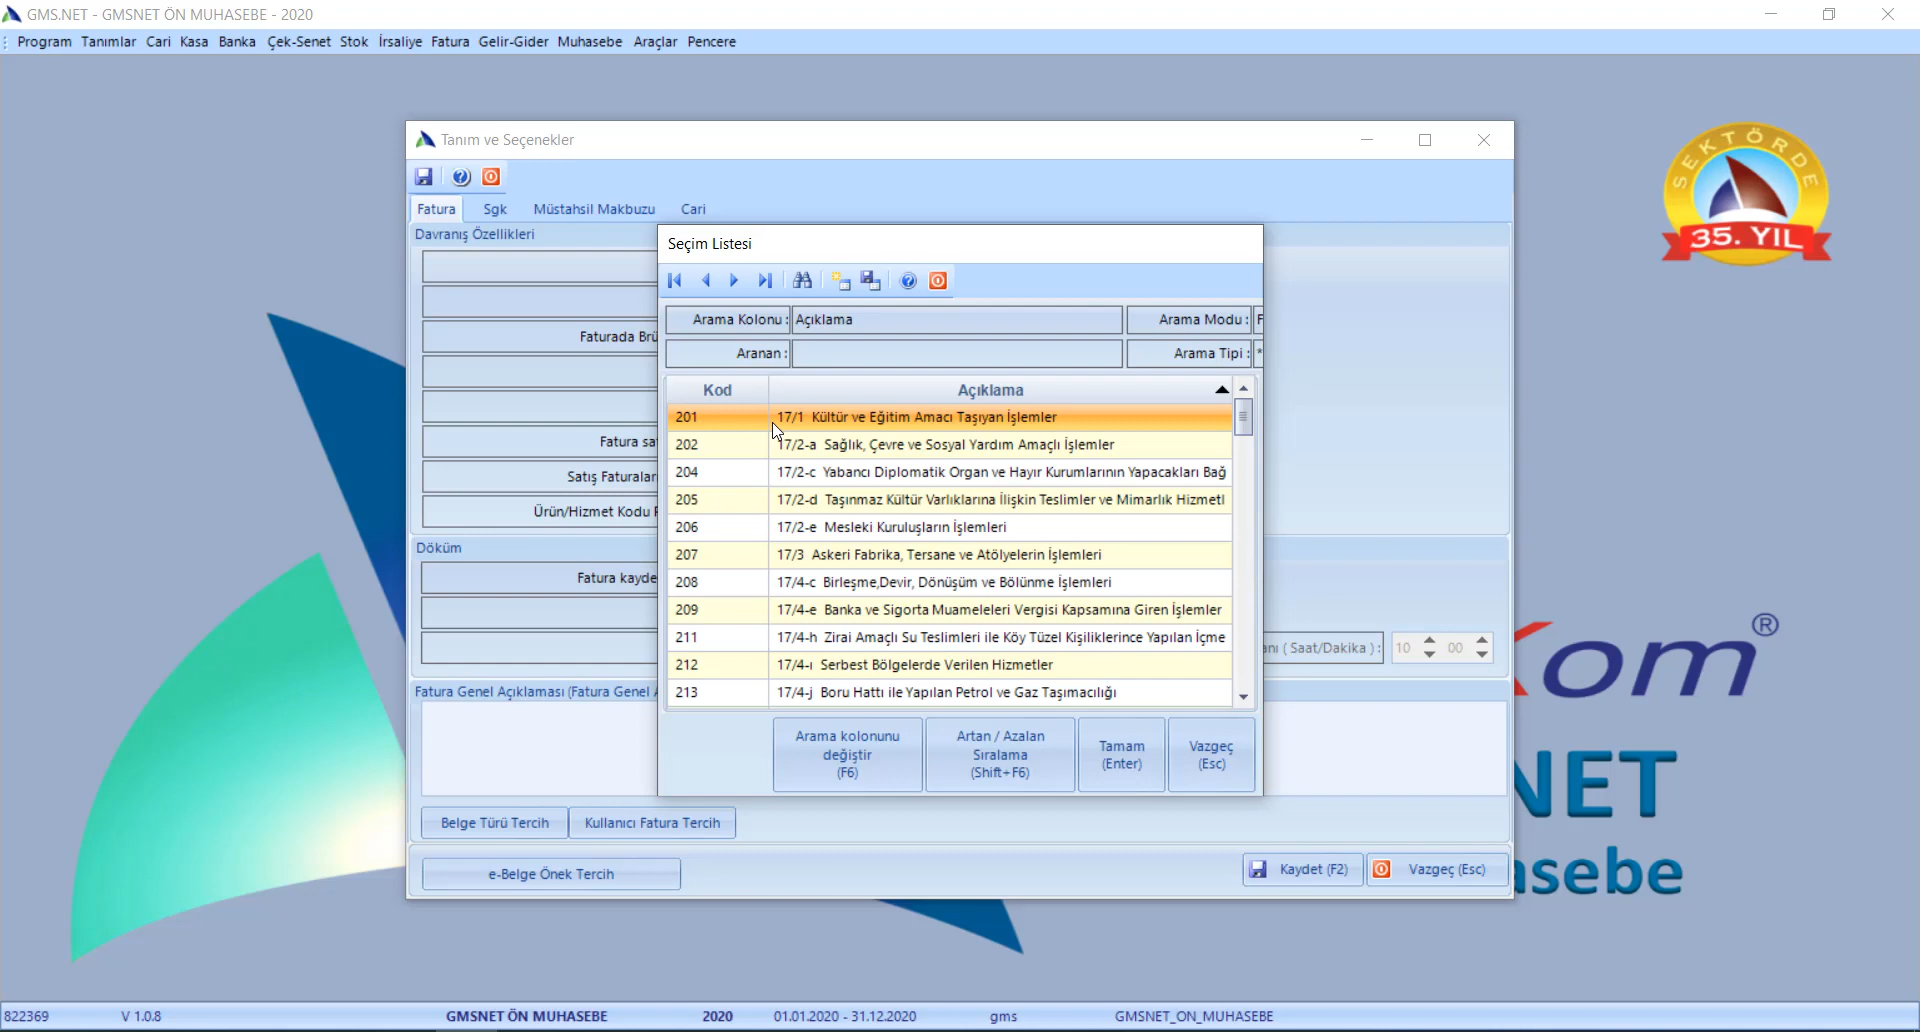 GMS.NET - GMSNET ÖN MUHASEBE - 2020
Program Tanımlar Cari Kasa Banka Çek-Senet Stok İrsaliye Fatura Gelir-Gider Muhasebe Araçlar Pencere
SEKTÖRDE
35. YIL
Tanım ve Seçenekler
Fatura Sgk Müstahsil Makbuzu Cari
Davranış Özellikleri
Faturada Brü
Fatura sa
Satış Faturalar
Ürün/Hizmet Kodu
Döküm
Fatura kayde
anı ( Saat/Dakika ) : 10 00
Fatura Genel Açıklaması (Fatura Genel
Belge Türü Tercih Kullanıcı Fatura Tercih
e-Belge Önek Tercih Kaydet (F2) Vazgeç (Esc)
Seçim Listesi
Arama Kolonu : Açıklama Arama Modu : F
Aranan : Arama Tipi : *
Kod Açıklama
201 17/1 Kültür ve Eğitim Amacı Taşıyan İşlemler
202 17/2-a Sağlık, Çevre ve Sosyal Yardım Amaçlı İşlemler
204 17/2-c Yabancı Diplomatik Organ ve Hayır Kurumlarının Yapacakları Bağ
205 17/2-d Taşınmaz Kültür Varlıklarına İlişkin Teslimler ve Mimarlık Hizmetl
206 17/2-e Mesleki Kuruluşların İşlemleri
207 17/3 Askeri Fabrika, Tersane ve Atölyelerin İşlemleri
208 17/4-c Birleşme,Devir, Dönüşüm ve Bölünme İşlemleri
209 17/4-e Banka ve Sigorta Muameleleri Vergisi Kapsamına Giren İşlemler
211 17/4-h Zirai Amaçlı Su Teslimleri ile Köy Tüzel Kişiliklerince Yapılan İçme
212 17/4-ı Serbest Bölgelerde Verilen Hizmetler
213 17/4-j Boru Hattı ile Yapılan Petrol ve Gaz Taşımacılığı
Arama kolonunu değiştir (F6)
Artan / Azalan Sıralama (Shift+F6)
Tamam (Enter)
Vazgeç (Esc)
om®
NET
asebe
822369 V 1.0.8 GMSNET ÖN MUHASEBE 2020 01.01.2020 - 31.12.2020 gms GMSNET_ON_MUHASEBE